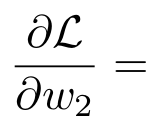 ∂ℒ/∂w₂ =